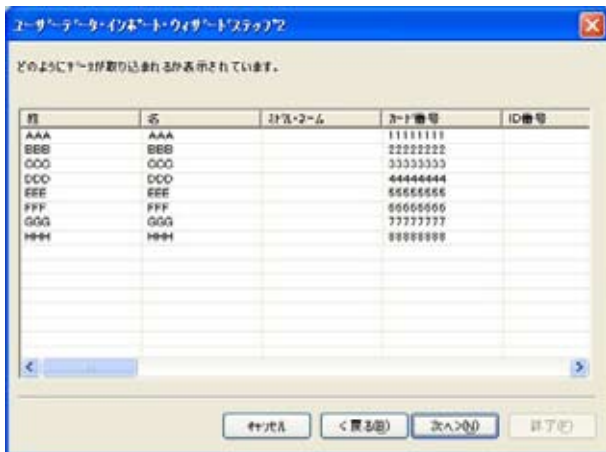 ユーザーデータ・インポート・ウィザードステップ2
どのようにデータが取り込まれるか表示されています。
姓 名 ミドル・ネーム カード番号 ID番号
AAA AAA 11111111
BBB BBB 22222222
CCC CCC 33333333
DDD DDD 44444444
EEE EEE
FFF FFF 66666666
GGG GGG 77777777
HHH HHH 88888888
キャンセル <戻る(B) 次へ>(N) 終了(F)